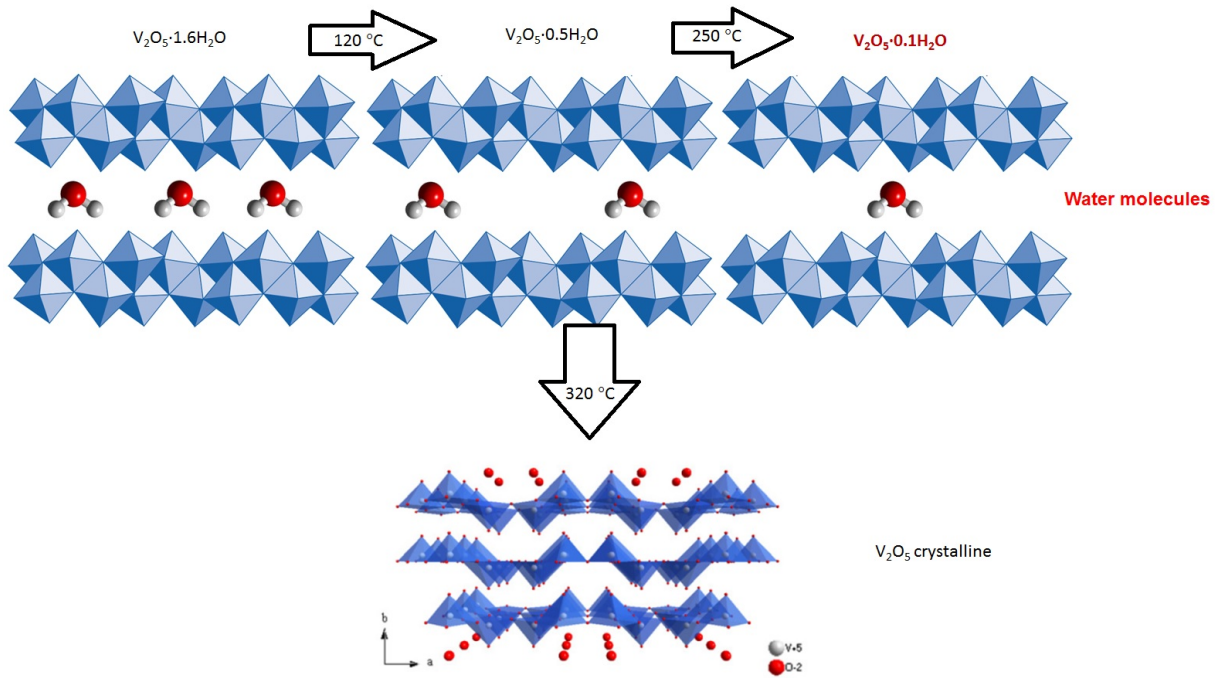 V₂O₅·1.6H₂O
120 °C
V₂O₅·0.5H₂O
250 °C
V₂O₅·0.1H₂O
Water molecules
320 °C
V₂O₅ crystalline
b
a
V+5
O-2